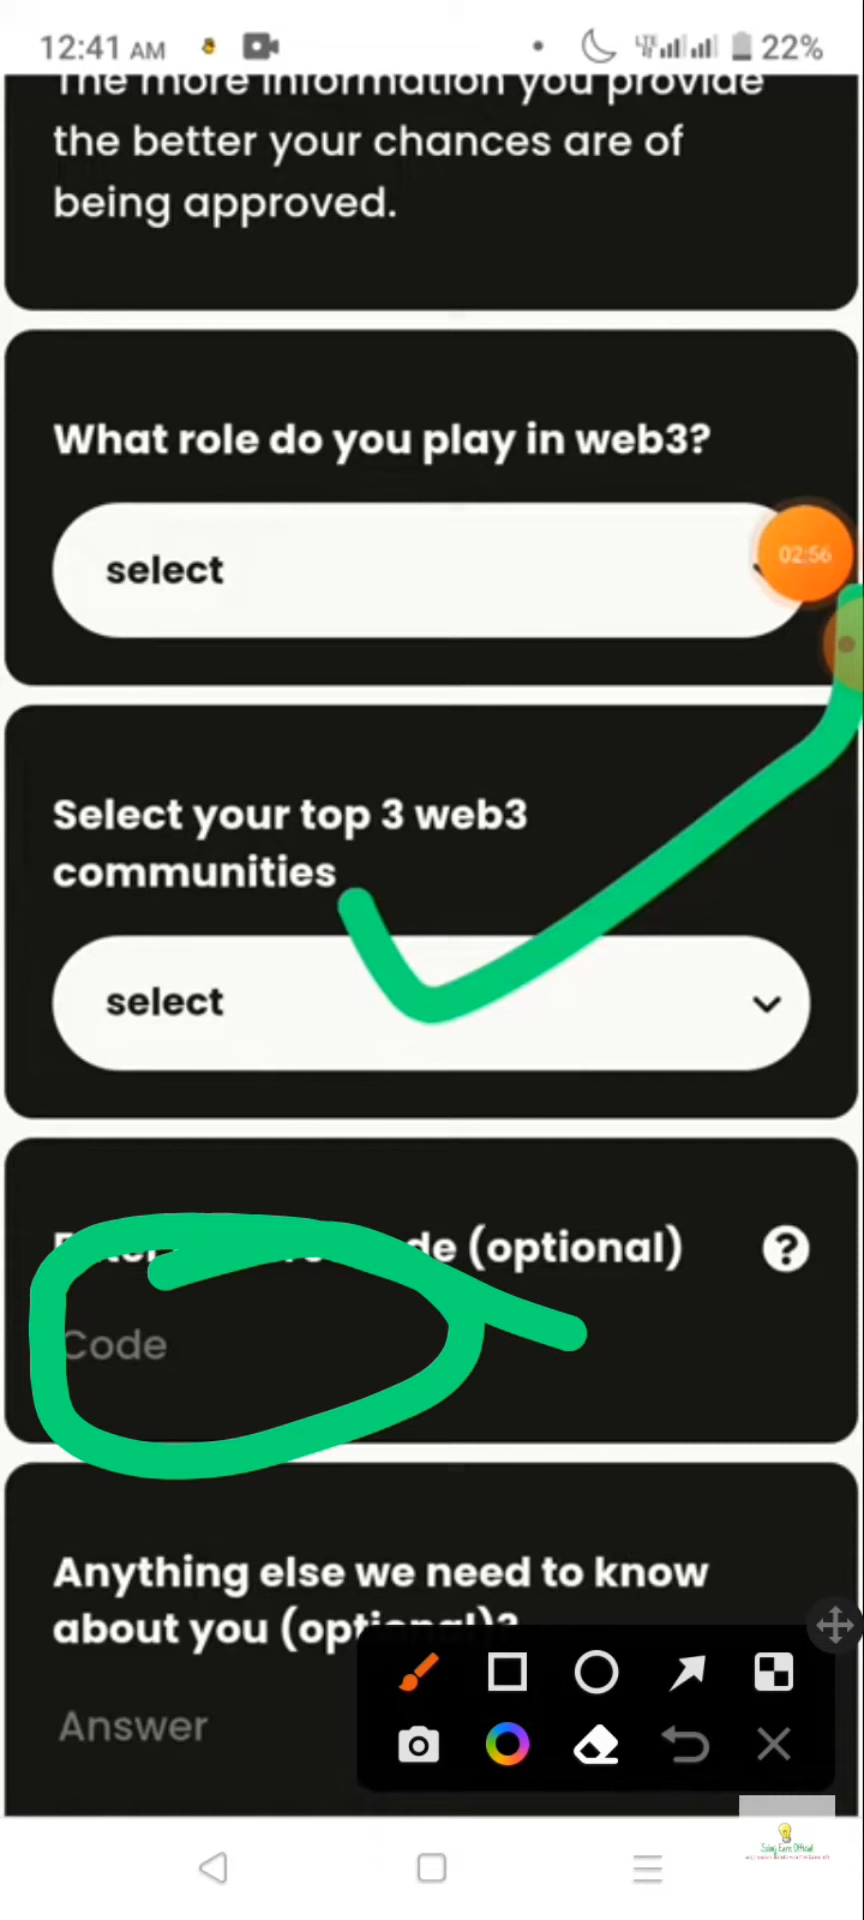 12:41 AM
LTE
22%
The more information you provide
the better your chances are of
being approved.
What role do you play in web3?
select
02:56
Select your top 3 web3
communities
select
(optional)
?
Code
Anything else we need to know
about you (optional)?
Answer